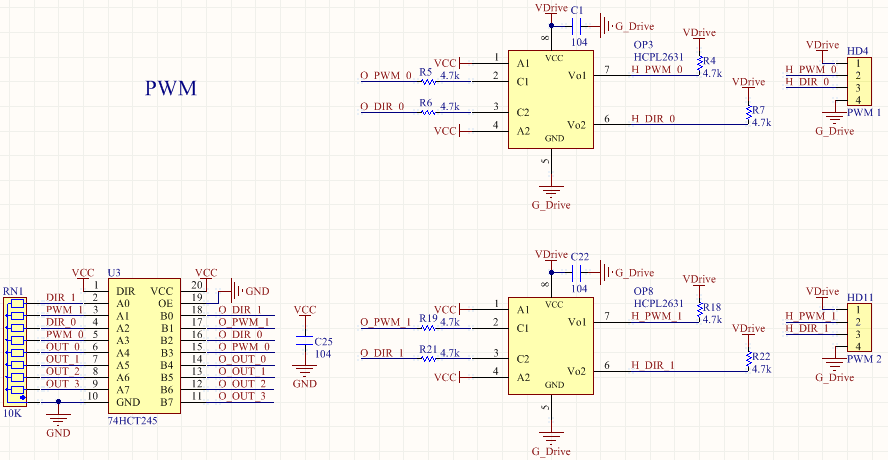 PWM
VDrive
C1
104
G_Drive
8
VCC
VCC
1
A1
O_PWM_0
R5
4.7k
2
C1
O_DIR_0
R6
4.7k
3
C2
VCC
4
A2
GND
5
G_Drive
Vo1
7
Vo2
6
OP3
HCPL2631
H_PWM_0
VDrive
R4
4.7k
H_DIR_0
VDrive
R7
4.7k
VDrive
HD4
H_PWM_0
H_DIR_0
1
2
3
4
PWM 1
G_Drive
RN1
10K
VCC
U3
VCC
1
DIR
VCC
20
DIR_1
2
A0
OE
19
GND
PWM_1
3
A1
B0
18
O_DIR_1
DIR_0
4
A2
B1
17
O_PWM_1
PWM_0
5
A3
B2
16
O_DIR_0
OUT_0
6
A4
B3
15
O_PWM_0
OUT_1
7
A5
B4
14
O_OUT_0
OUT_2
8
A6
B5
13
O_OUT_1
OUT_3
9
A7
B6
12
O_OUT_2
10
GND
B7
11
O_OUT_3
74HCT245
GND
VCC
C25
104
GND
VDrive
C22
104
G_Drive
8
VCC
VCC
1
A1
O_PWM_1
R19
4.7k
2
C1
O_DIR_1
R21
4.7k
3
C2
VCC
4
A2
GND
5
G_Drive
Vo1
7
Vo2
6
OP8
HCPL2631
H_PWM_1
VDrive
R18
4.7k
H_DIR_1
VDrive
R22
4.7k
VDrive
HD11
H_PWM_1
H_DIR_1
1
2
3
4
PWM 2
G_Drive